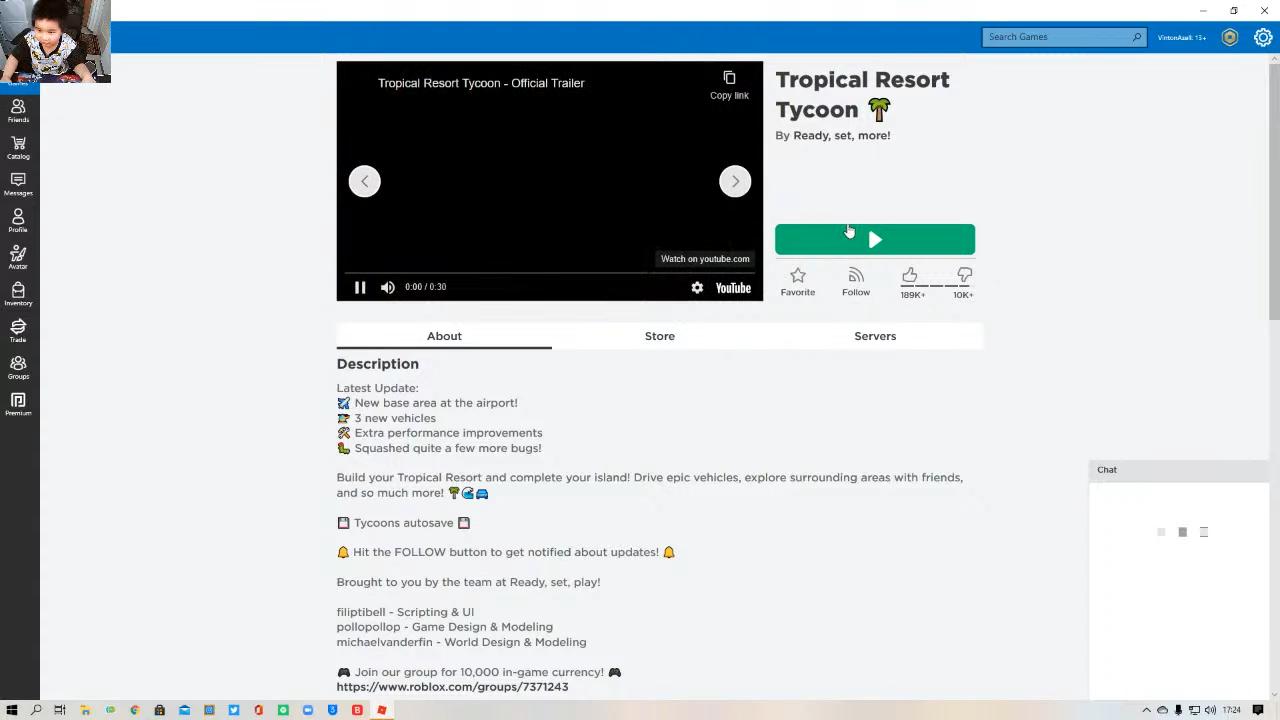 Search Games
VintonAzell: 13+
Games
Friends
Catalog
Messages
Profile
Avatar
Inventory
Trade
Groups
Premium
Tropical Resort Tycoon - Official Trailer
Copy link
Watch on youtube.com
0:00 / 0:30
YouTube
Tropical Resort
Tycoon 🌴
By Ready, set, more!
Favorite
Follow
189K+
10K+
About
Store
Servers
Description
Latest Update:
New base area at the airport!
3 new vehicles
Extra performance improvements
Squashed quite a few more bugs!
Build your Tropical Resort and complete your island! Drive epic vehicles, explore surrounding areas with friends,
and so much more! 🌴🌊🚘
💾 Tycoons autosave 💾
🔔 Hit the FOLLOW button to get notified about updates! 🔔
Brought to you by the team at Ready, set, play!
filiptibell - Scripting & UI
pollopollop - Game Design & Modeling
michaelvanderfin - World Design & Modeling
🎮 Join our group for 10,000 in-game currency! 🎮
https://www.roblox.com/groups/7371243
Chat
17:24